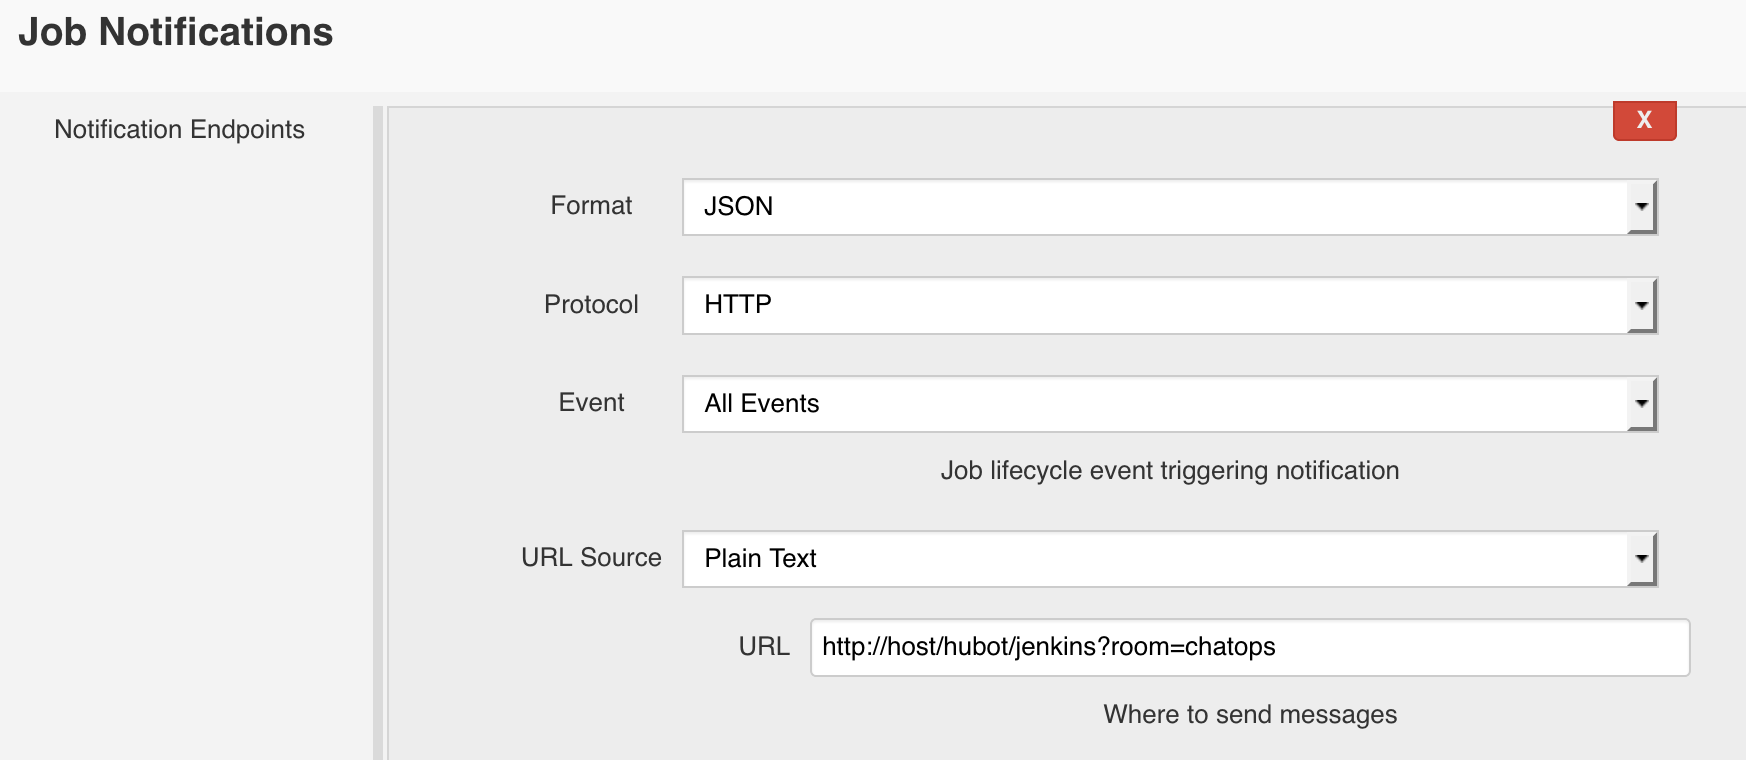 Job Notifications
Notification Endpoints
X
Format JSON
Protocol HTTP
Event All Events
Job lifecycle event triggering notification
URL Source Plain Text
URL http://host/hubot/jenkins?room=chatops
Where to send messages